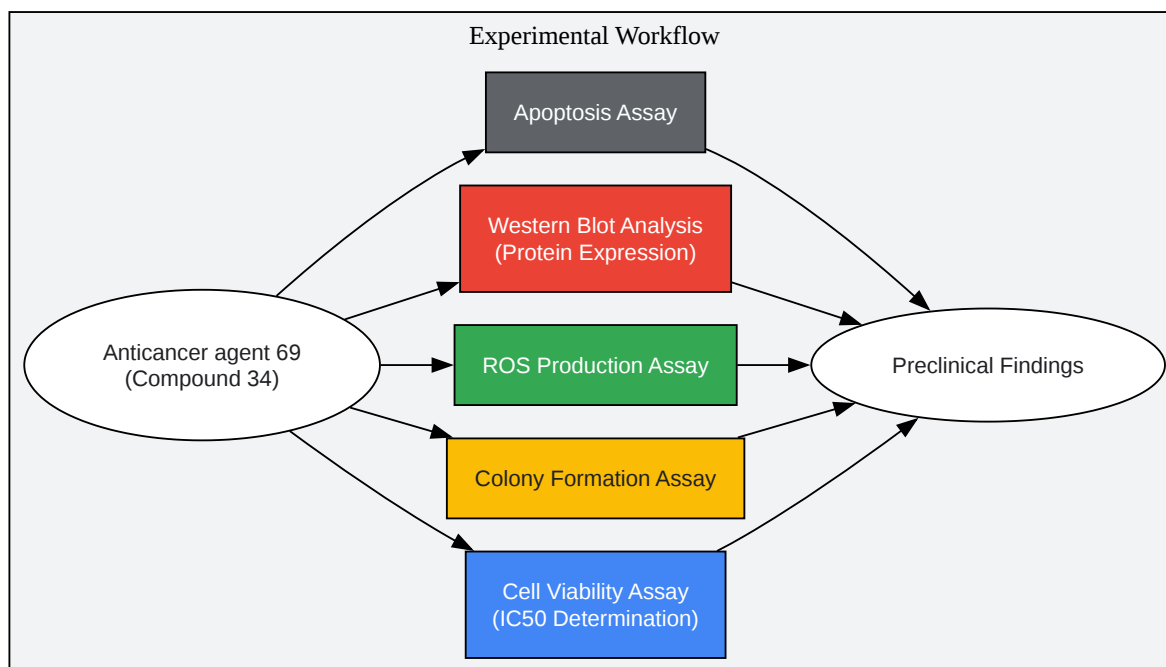 Experimental Workflow
Apoptosis Assay
Western Blot Analysis
(Protein Expression)
Anticancer agent 69
(Compound 34)
ROS Production Assay
Preclinical Findings
Colony Formation Assay
Cell Viability Assay
(IC50 Determination)